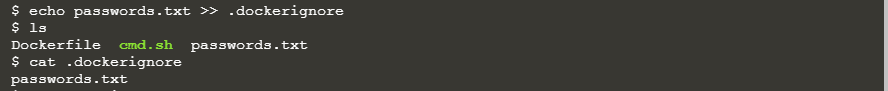 $ echo passwords.txt >> .dockerignore
$ ls
Dockerfile  cmd.sh  passwords.txt
$ cat .dockerignore
passwords.txt